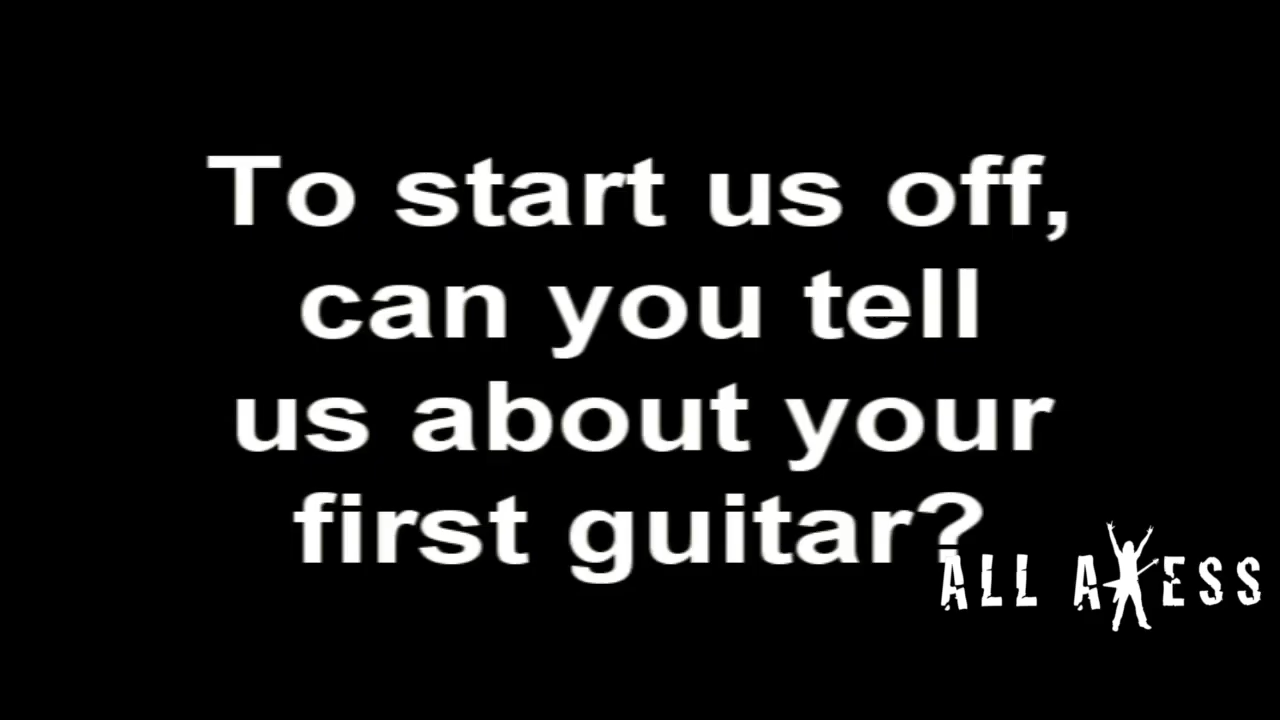 To start us off,
can you tell
us about your
first guitar?
ALL AXESS